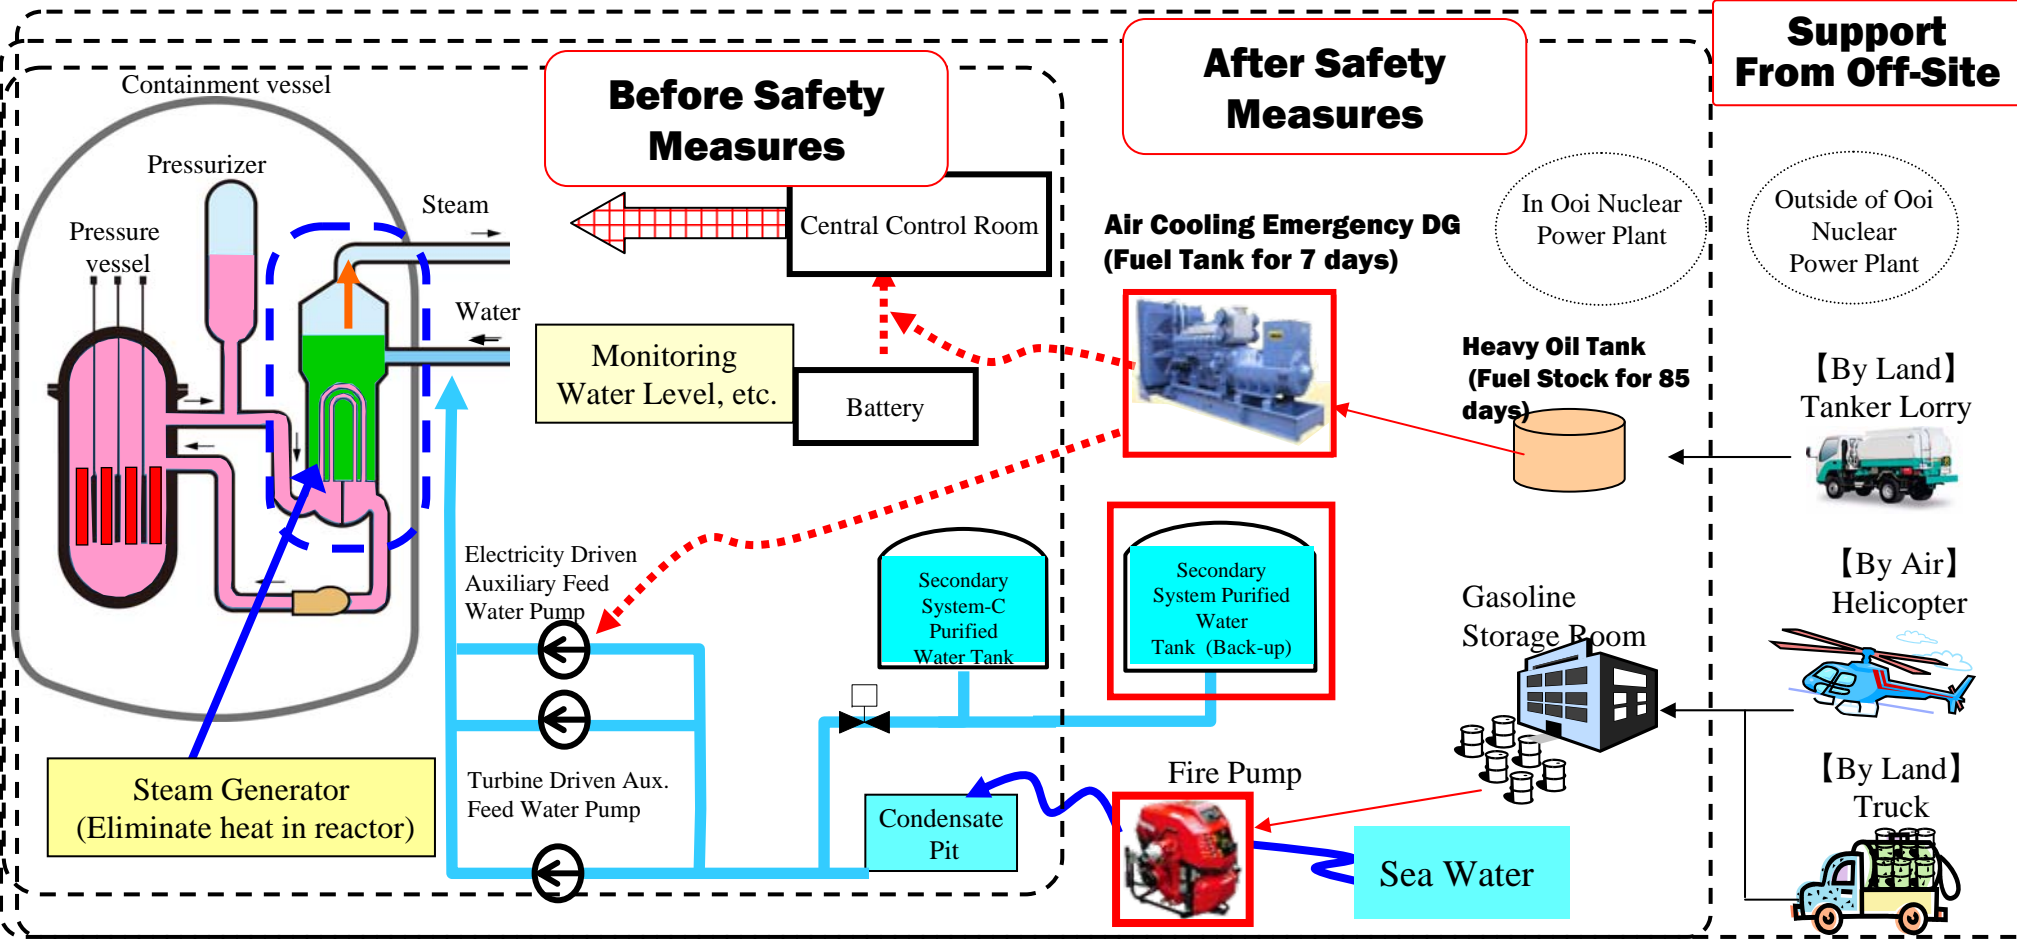 Support
From Off-Site
After Safety
Measures
Before Safety
Measures
Containment vessel
Pressurizer
Steam
Pressure
vessel
Water
Central Control Room
Air Cooling Emergency DG
(Fuel Tank for 7 days)
In Ooi Nuclear
Power Plant
Outside of Ooi
Nuclear
Power Plant
Monitoring
Water Level, etc.
Battery
Heavy Oil Tank
(Fuel Stock for 85
days)
【By Land】
Tanker Lorry
Electricity Driven
Auxiliary Feed
Water Pump
Secondary
System-C
Purified
Water Tank
Secondary
System Purified
Water
Tank (Back-up)
Gasoline
Storage Room
【By Air】
Helicopter
Steam Generator
(Eliminate heat in reactor)
Turbine Driven Aux.
Feed Water Pump
Condensate
Pit
Fire Pump
Sea Water
【By Land】
Truck